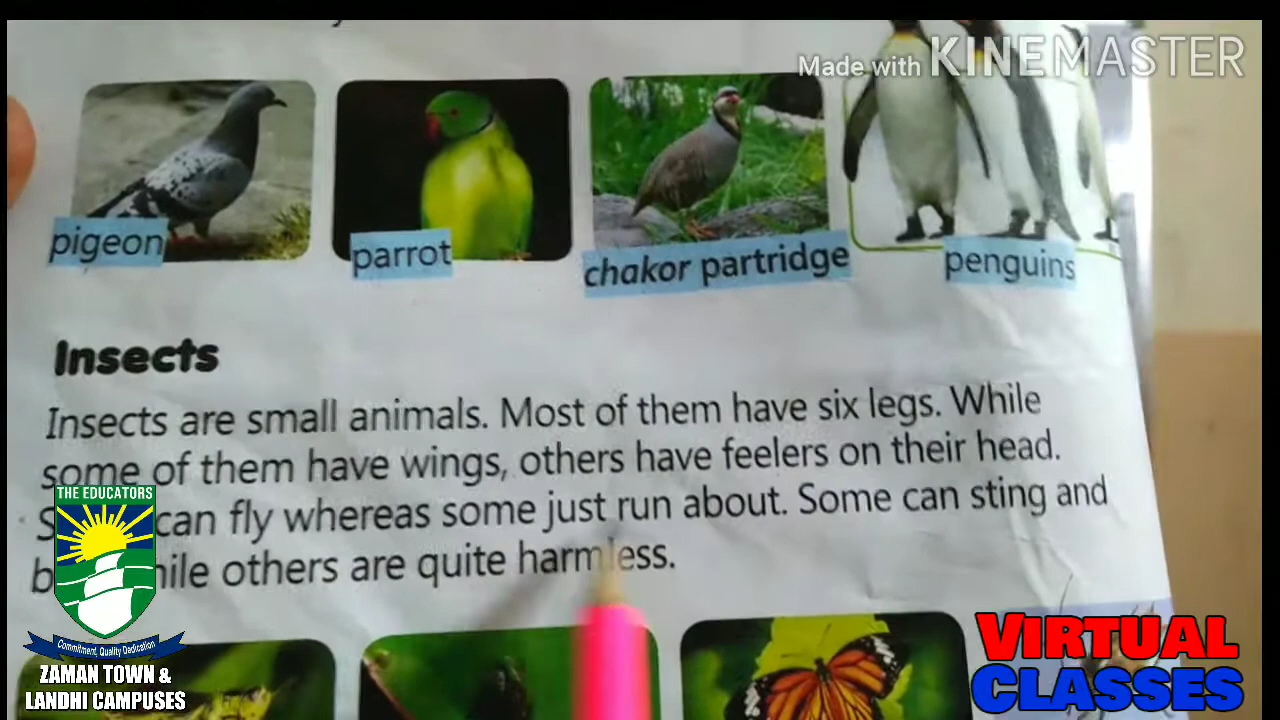 Made with KINEMASTER
pigeon
parrot
chakor partridge
penguins
Insects
Insects are small animals. Most of them have six legs. While
some of them have wings, others have feelers on their head.
can fly whereas some just run about. Some can sting and
others are quite harmless.
THE EDUCATORS
Commitment, Quality Dedication
ZAMAN TOWN &
LANDHI CAMPUSES
VIRTUAL
CLASSES